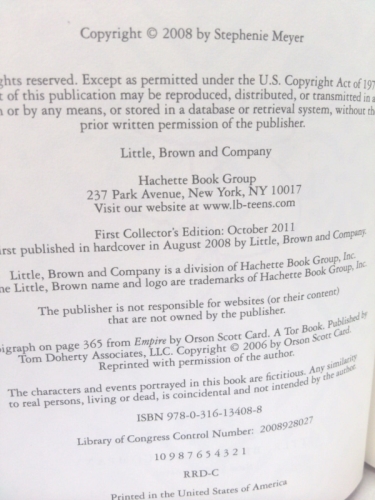 Copyright © 2008 by Stephenie Meyer
ghts reserved. Except as permitted under the U.S. Copyright Act of 197
t of this publication may be reproduced, distributed, or transmitted in a
or by any means, or stored in a database or retrieval system, without the
prior written permission of the publisher.
Little, Brown and Company
Hachette Book Group
237 Park Avenue, New York, NY 10017
Visit our website at www.lb-teens.com
First Collector's Edition: October 2011
irst published in hardcover in August 2008 by Little, Brown and Company.
Little, Brown and Company is a division of Hachette Book Group, Inc.
he Little, Brown name and logo are trademarks of Hachette Book Group, Inc.
The publisher is not responsible for websites (or their content)
that are not owned by the publisher.
pigraph on page 365 from Empire by Orson Scott Card. A Tor Book. Published by
Tom Doherty Associates, LLC. Copyright © 2006 by Orson Scott Card.
Reprinted with permission of the author.
The characters and events portrayed in this book are fictitious. Any similarity
to real persons, living or dead, is coincidental and not intended by the author.
ISBN 978-0-316-13408-8
Library of Congress Control Number: 2008928027
10 9 8 7 6 5 4 3 2 1
RRD-C
Printed in the United States of America